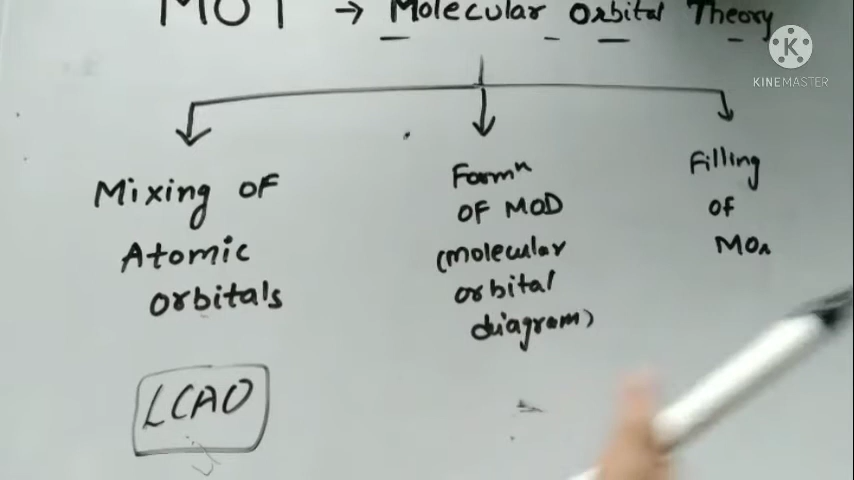 MOT → Molecular Orbital Theory
KINEMASTER
Mixing OF
Atomic
orbitals
LCAO
Formⁿ
OF MOD
(molecular
orbital
diagram)
Filling
of
MOs